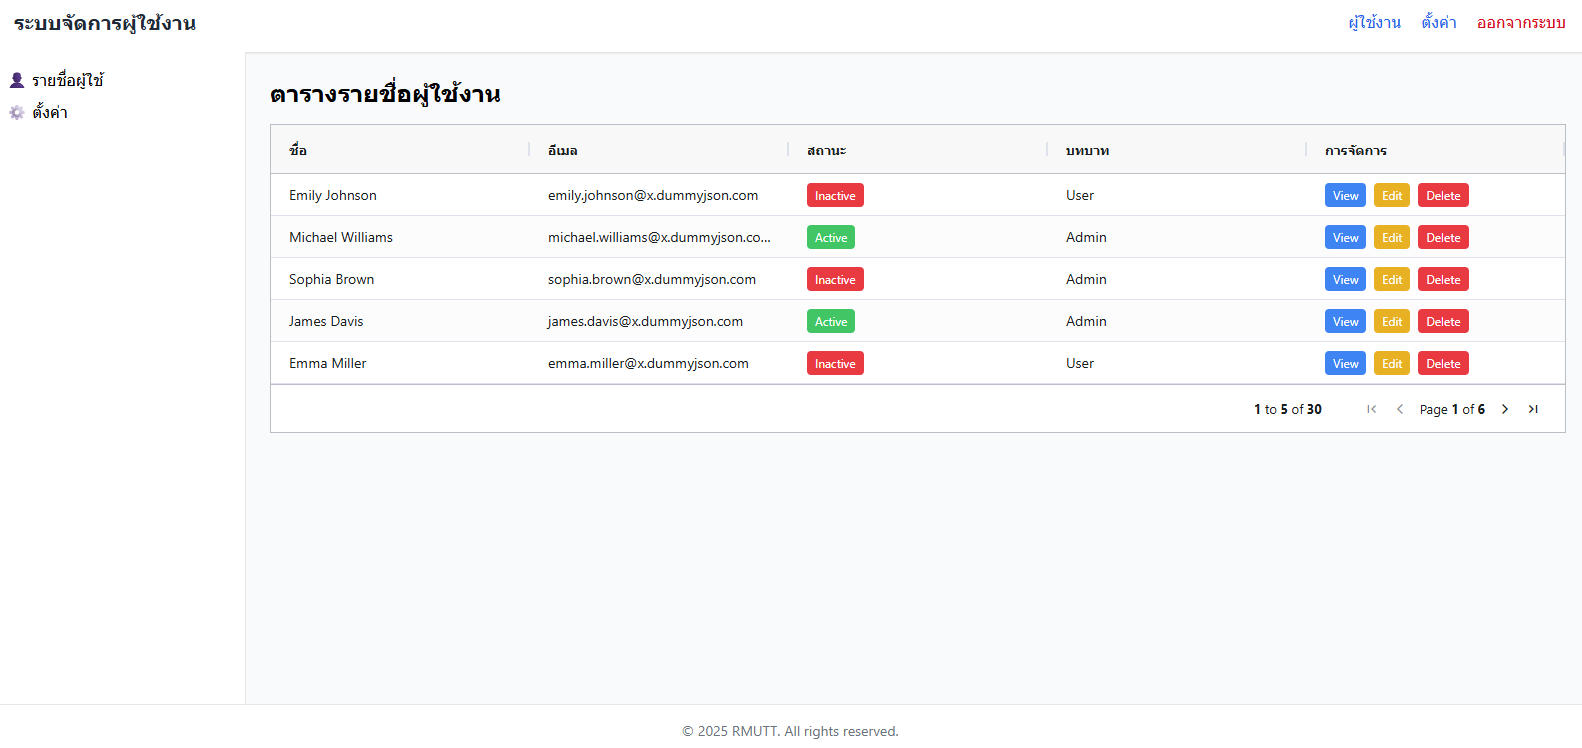 ระบบจัดการผู้ใช้งาน
ผู้ใช้งาน ตั้งค่า ออกจากระบบ
รายชื่อผู้ใช้
ตั้งค่า
ตารางรายชื่อผู้ใช้งาน
ชื่อ อีเมล สถานะ บทบาท การจัดการ
Emily Johnson emily.johnson@x.dummyjson.com Inactive User View Edit Delete
Michael Williams michael.williams@x.dummyjson.co... Active Admin View Edit Delete
Sophia Brown sophia.brown@x.dummyjson.com Inactive Admin View Edit Delete
James Davis james.davis@x.dummyjson.com Active Admin View Edit Delete
Emma Miller emma.miller@x.dummyjson.com Inactive User View Edit Delete
1 to 5 of 30 Page 1 of 6
© 2025 RMUTT. All rights reserved.